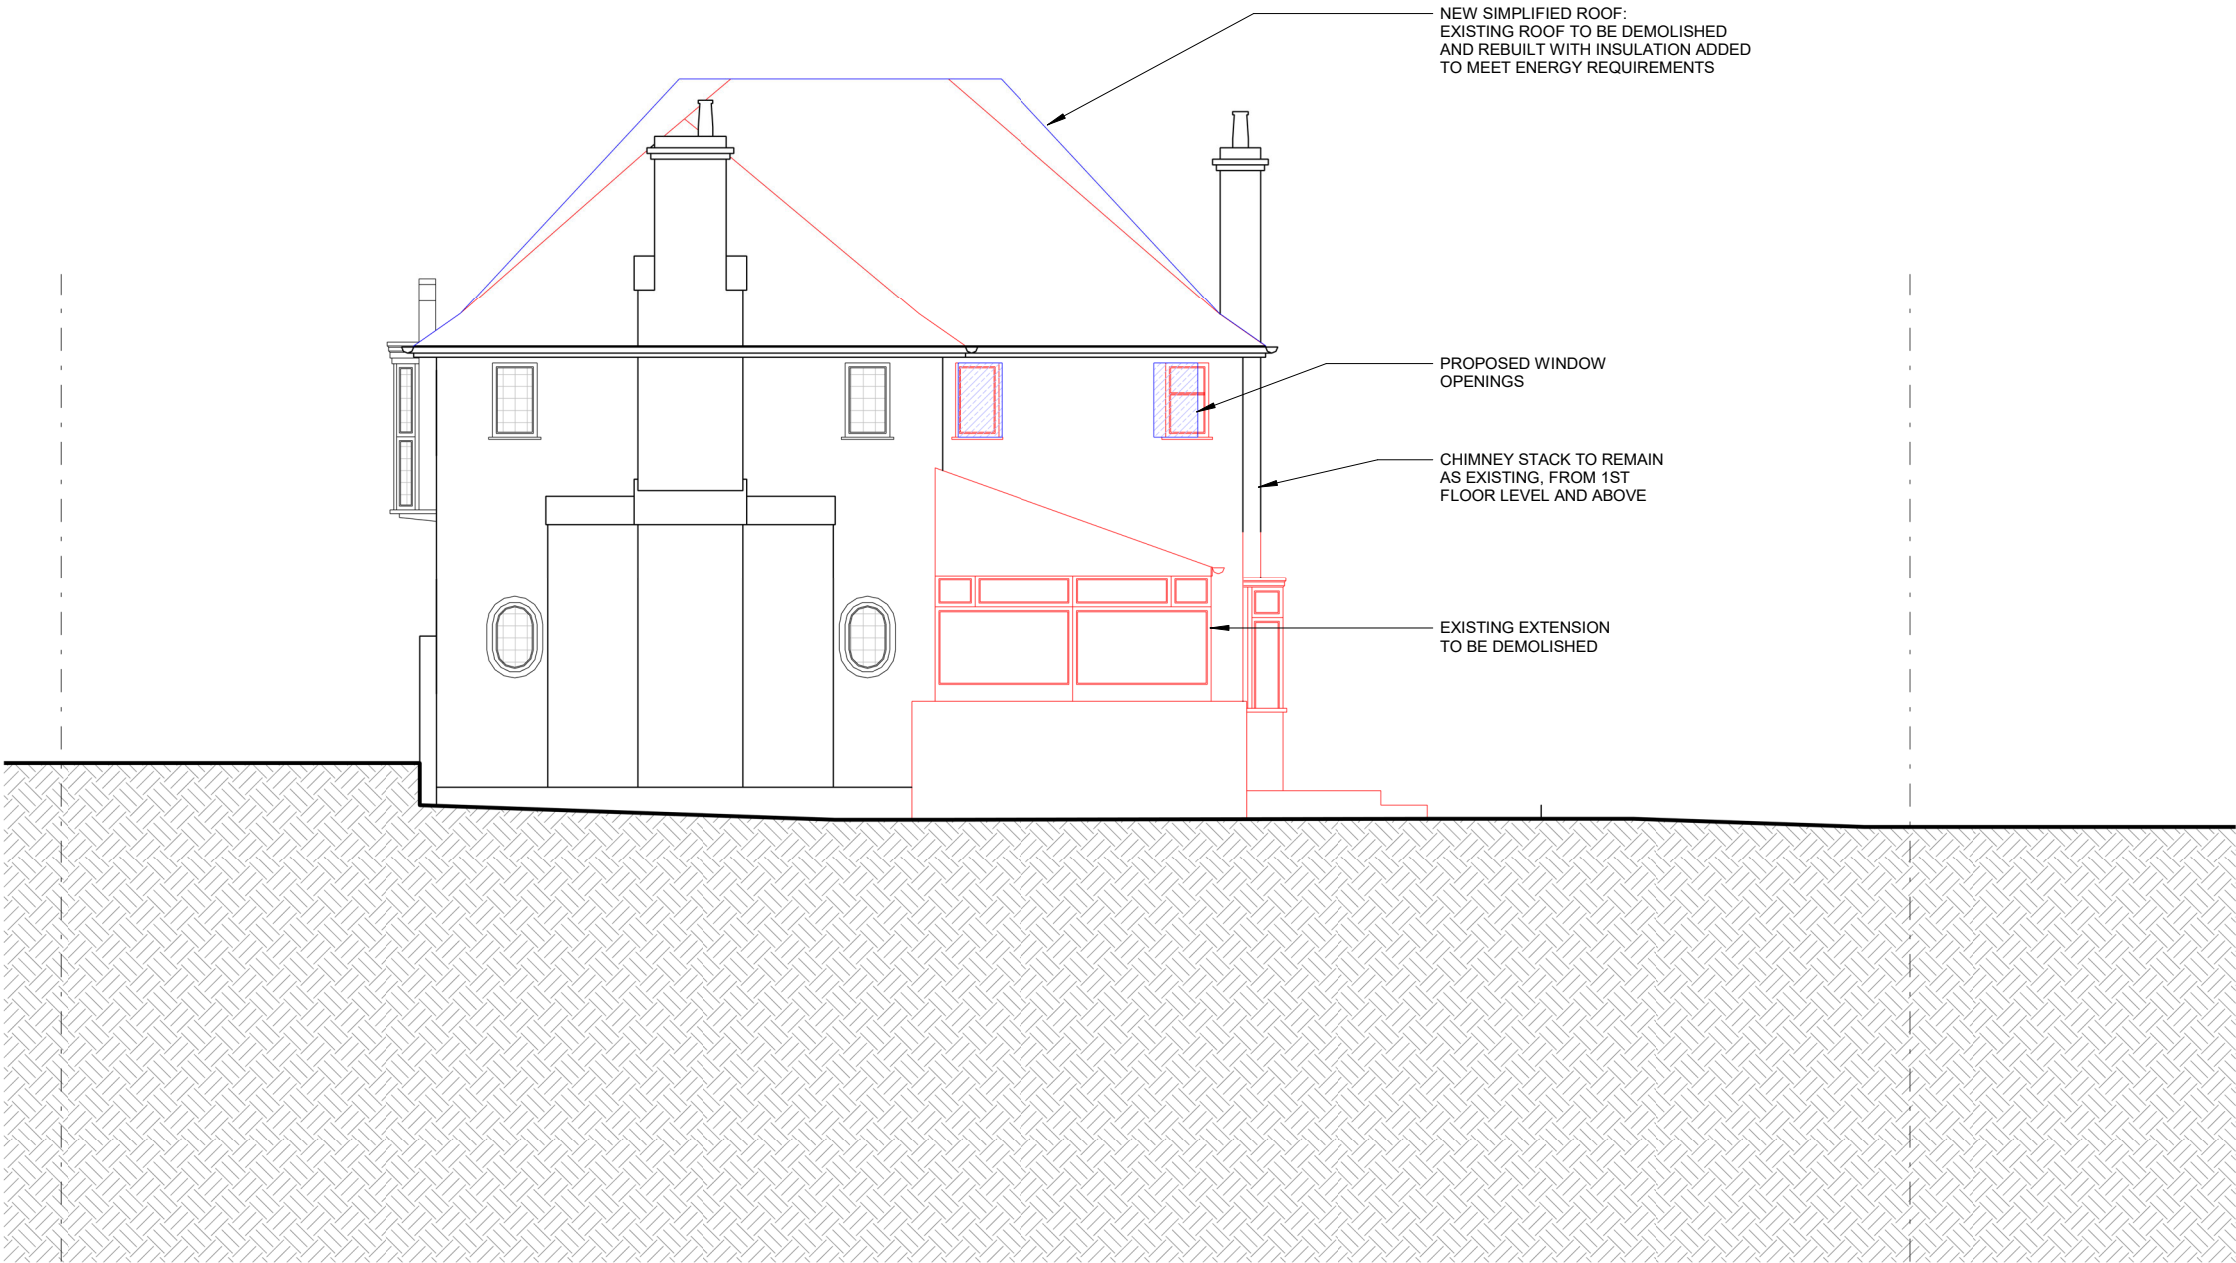 NEW SIMPLIFIED ROOF:
EXISTING ROOF TO BE DEMOLISHED
AND REBUILT WITH INSULATION ADDED
TO MEET ENERGY REQUIREMENTS
PROPOSED WINDOW
OPENINGS
CHIMNEY STACK TO REMAIN
AS EXISTING, FROM 1ST
FLOOR LEVEL AND ABOVE
EXISTING EXTENSION
TO BE DEMOLISHED